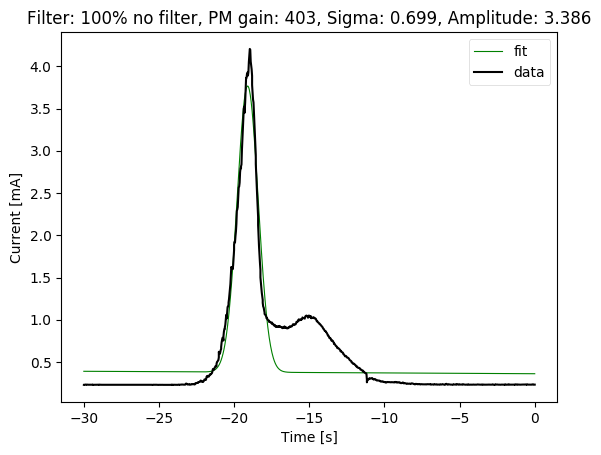 Filter: 100% no filter, PM gain: 403, Sigma: 0.699, Amplitude: 3.386
fit
data
4.0
3.5
3.0
2.5
2.0
1.5
1.0
0.5
Current [mA]
−30 −25 −20 −15 −10 −5 0
Time [s]